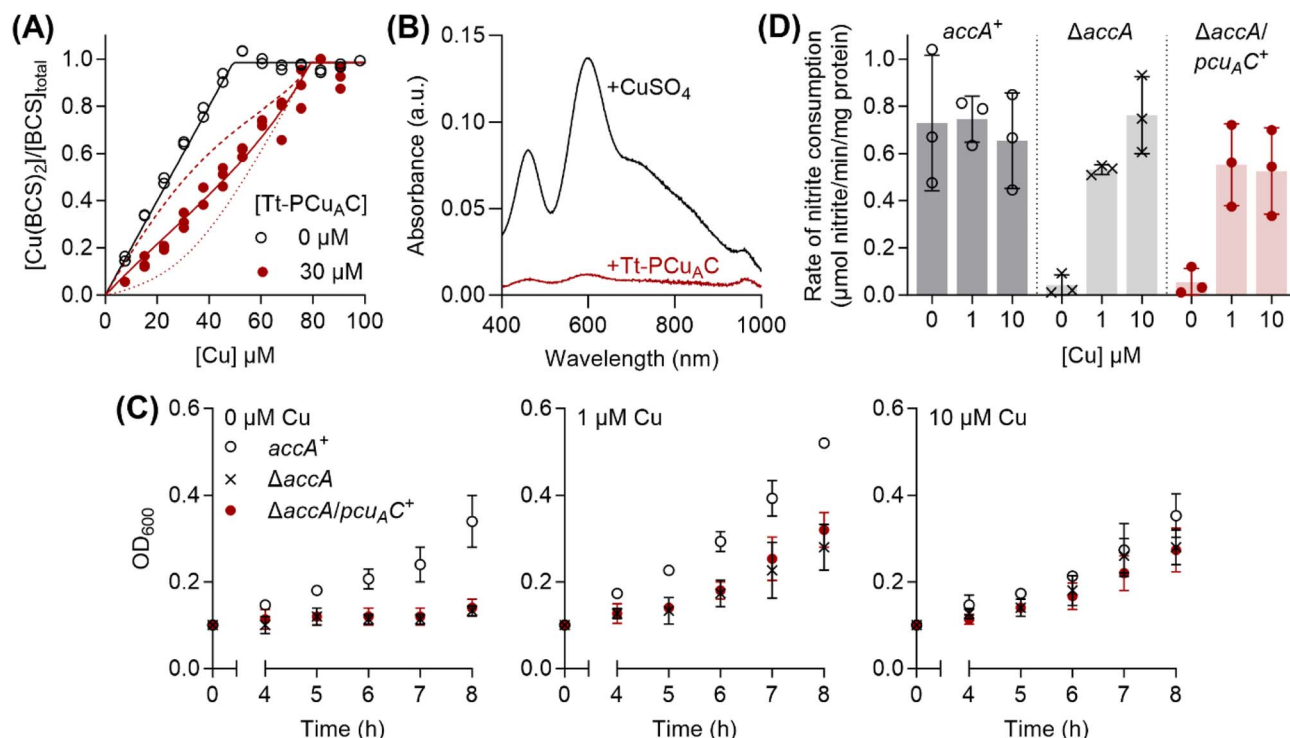 (A)
[Cu(BCS)₂]/[BCS]total
1.0
0.8
0.6
0.4
0.2
0.0
[Tt-PCuAC]
0 μM
30 μM
0 20 40 60 80 100
[Cu] μM
(B)
Absorbance (a.u.)
0.15
0.10
0.05
0.00
+CuSO₄
+Tt-PCuAC
400 600 800 1000
Wavelength (nm)
(D)
accA⁺ ΔaccA ΔaccA/
pcuAC⁺
Rate of nitrite consumption
(μmol nitrite/min/mg protein)
1.0
0.8
0.6
0.4
0.2
0.0
0 1 10 0 1 10 0 1 10
[Cu] μM
(C)
OD₆₀₀
0.6
0.4
0.2
0.0
0 μM Cu
accA⁺
ΔaccA
ΔaccA/pcuAC⁺
0 4 5 6 7 8
Time (h)
0.6
0.4
0.2
0.0
1 μM Cu
0 4 5 6 7 8
Time (h)
0.6
0.4
0.2
0.0
10 μM Cu
0 4 5 6 7 8
Time (h)